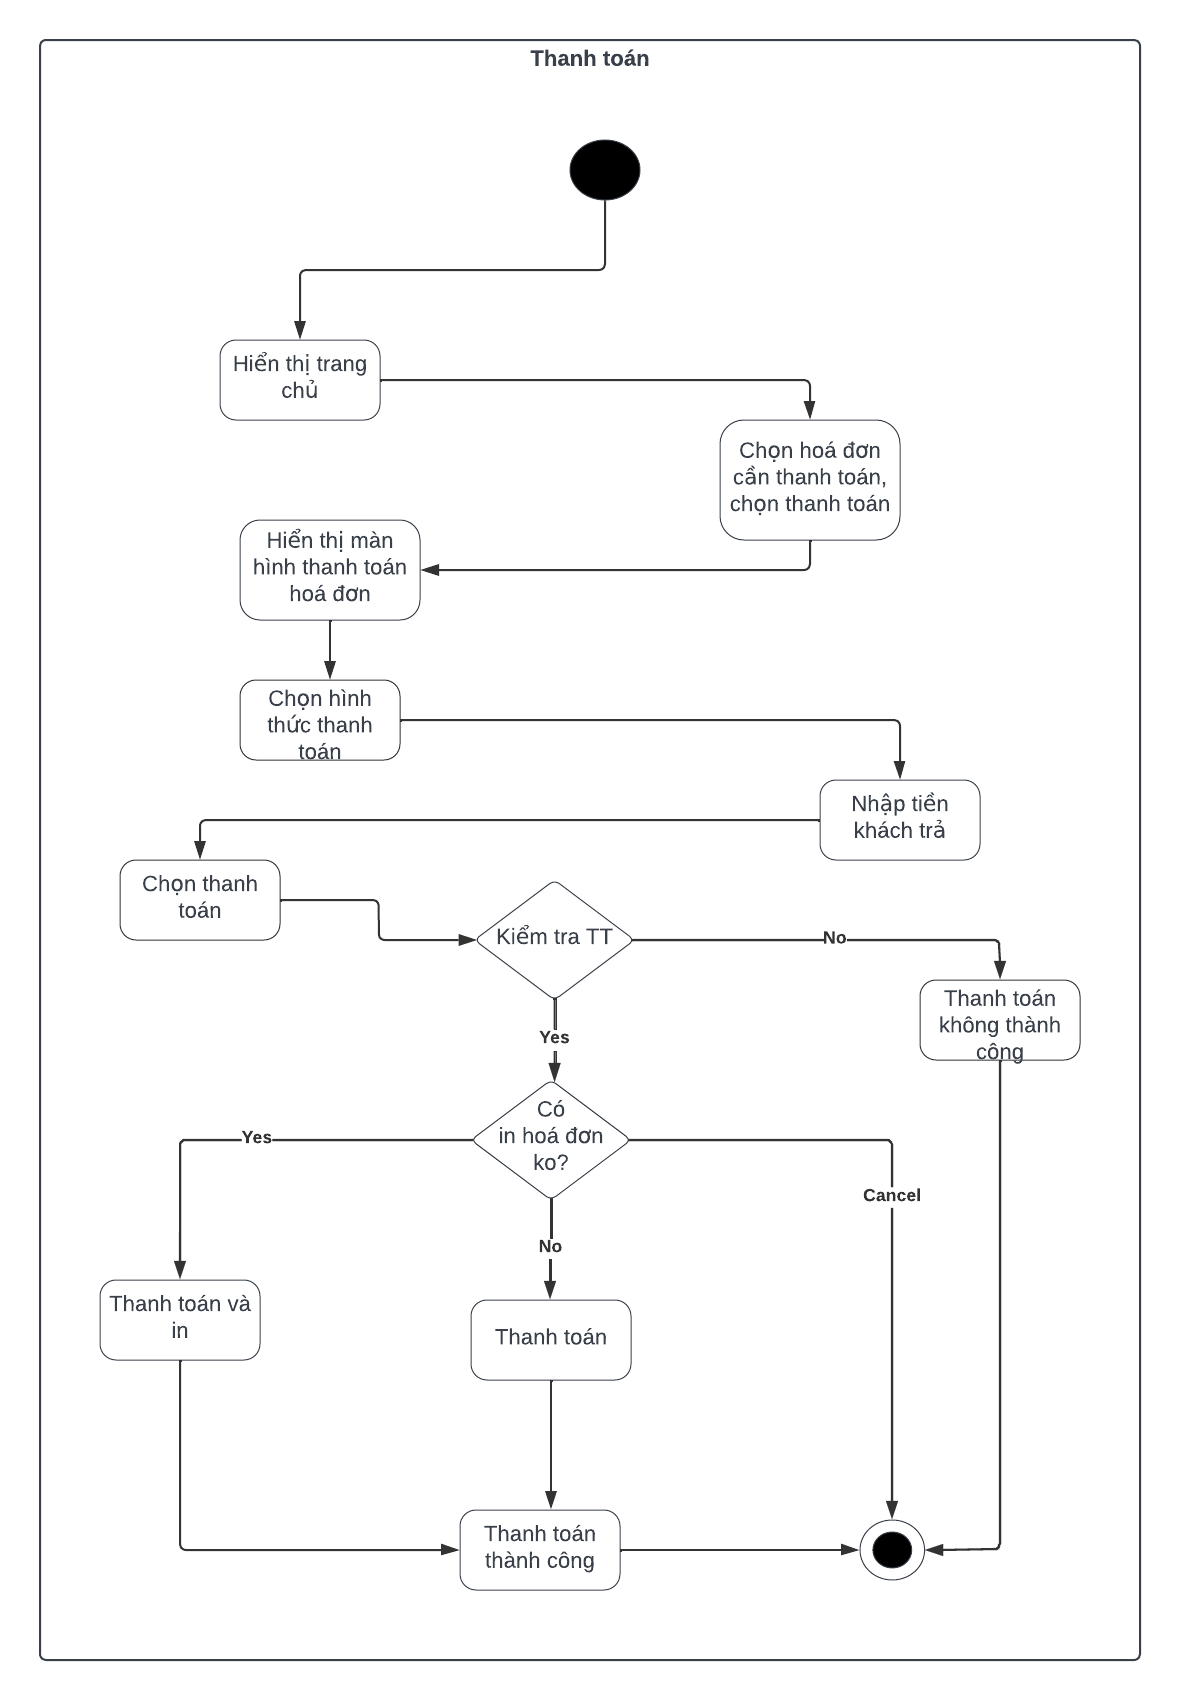 Thanh toán
Hiển thị trang
chủ
Chọn hoá đơn
cần thanh toán,
chọn thanh toán
Hiển thị màn
hình thanh toán
hoá đơn
Chọn hình
thức thanh
toán
Nhập tiền
khách trả
Chọn thanh
toán
Kiểm tra TT
No
Thanh toán
không thành
công
Yes
Có
in hoá đơn
ko?
Yes
Cancel
No
Thanh toán và
in
Thanh toán
Thanh toán
thành công